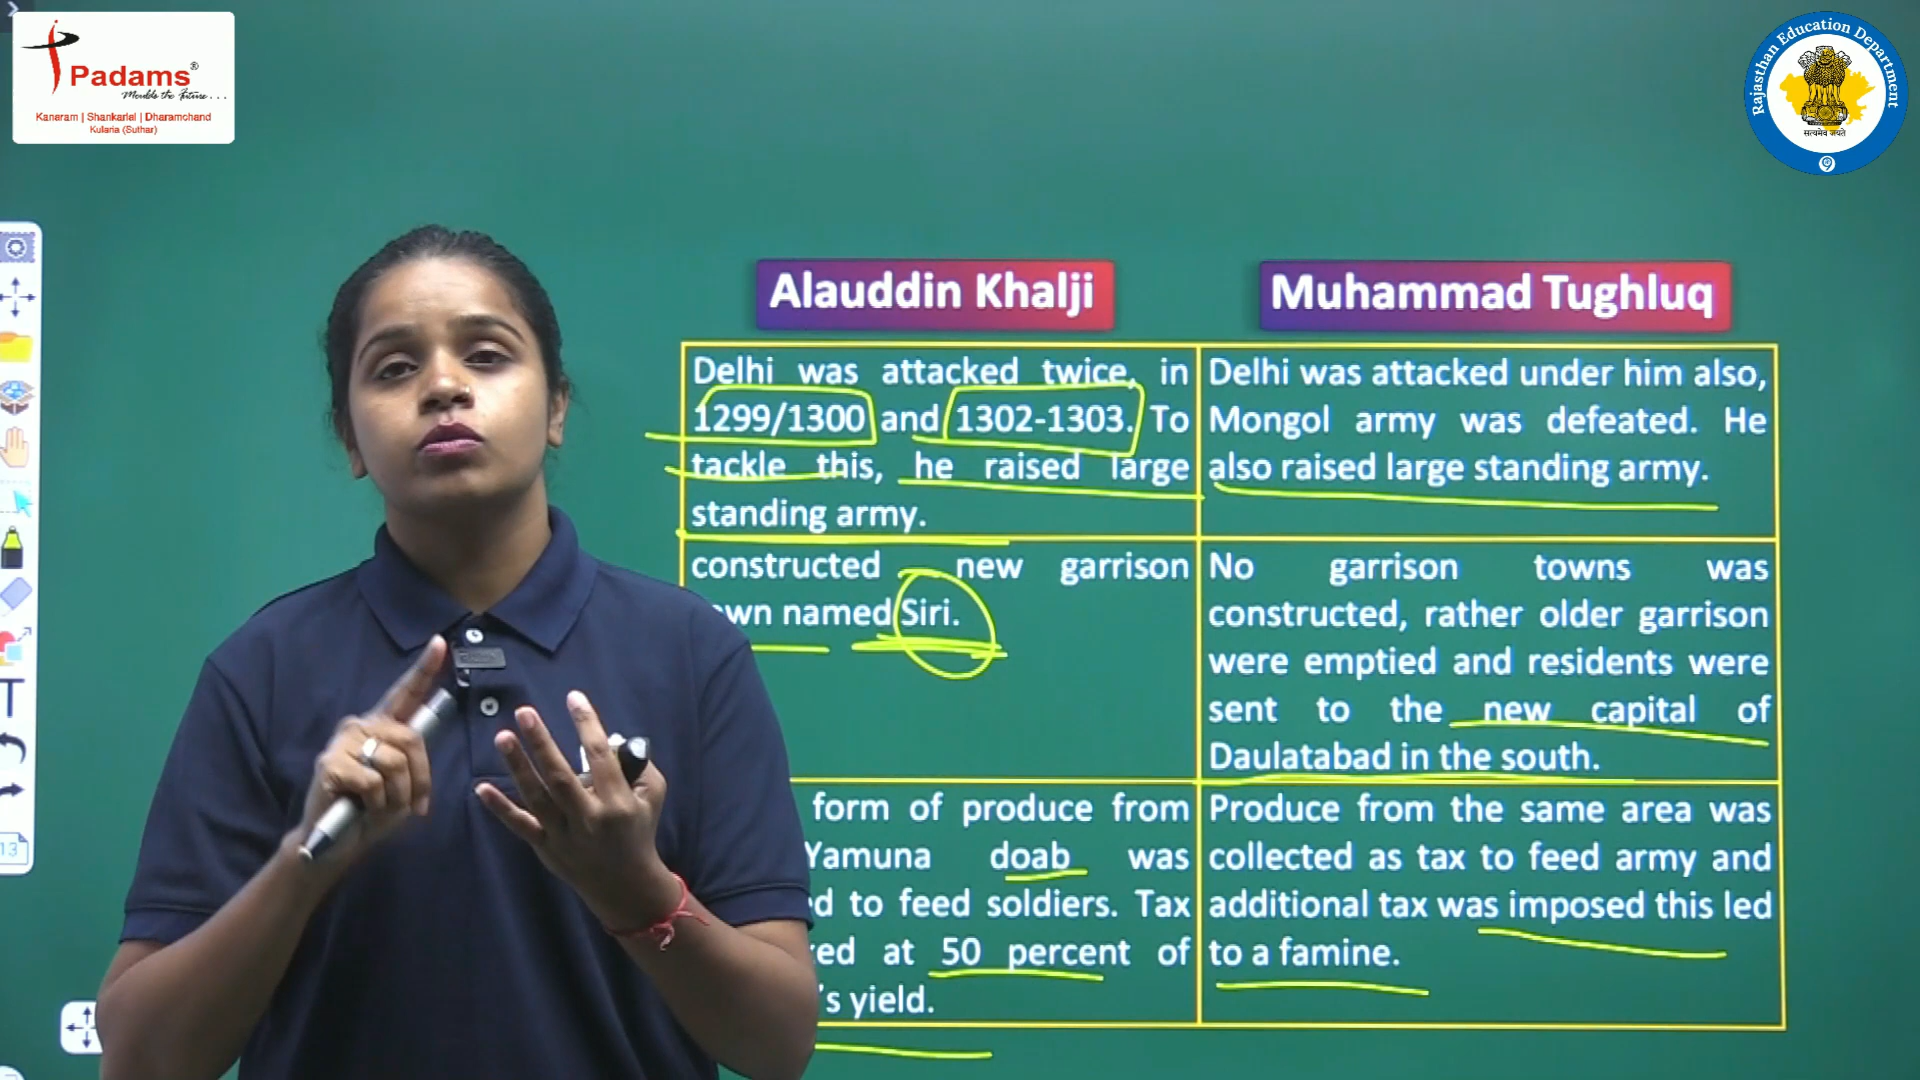 Padams®
Moulds the Future...
Kanaram | Shankarlal | Dharamchand
Kularia (Suthar)
Rajasthan Education Department
सत्यमेव जयते
Alauddin Khalji
Muhammad Tughluq
Delhi was attacked twice, in
1299/1300 and 1302-1303. To
tackle this, he raised large
standing army.
Delhi was attacked under him also,
Mongol army was defeated. He
also raised large standing army.
constructed new garrison
own named Siri.
No garrison towns was
constructed, rather older garrison
were emptied and residents were
sent to the new capital of
Daulatabad in the south.
form of produce from
Yamuna doab was
d to feed soldiers. Tax
ed at 50 percent of
's yield.
Produce from the same area was
collected as tax to feed army and
additional tax was imposed this led
to a famine.
T
13